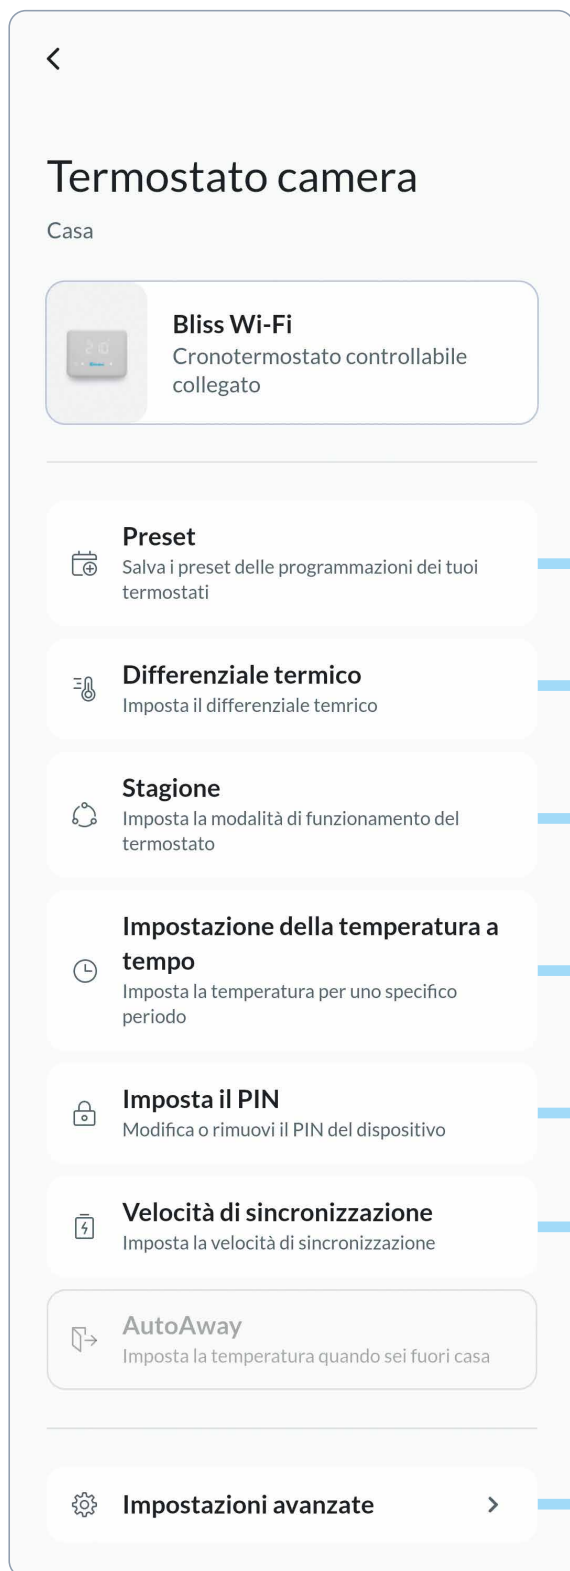 Termostato camera
Casa
Bliss Wi-Fi
Cronotermostato controllabile
collegato
Preset
Salva i preset delle programmazioni dei tuoi
termostati
Differenziale termico
Imposta il differenziale temrico
Stagione
Imposta la modalità di funzionamento del
termostato
Impostazione della temperatura a
tempo
Imposta la temperatura per uno specifico
periodo
Imposta il PIN
Modifica o rimuovi il PIN del dispositivo
Velocità di sincronizzazione
Imposta la velocità di sincronizzazione
AutoAway
Imposta la temperatura quando sei fuori casa
Impostazioni avanzate